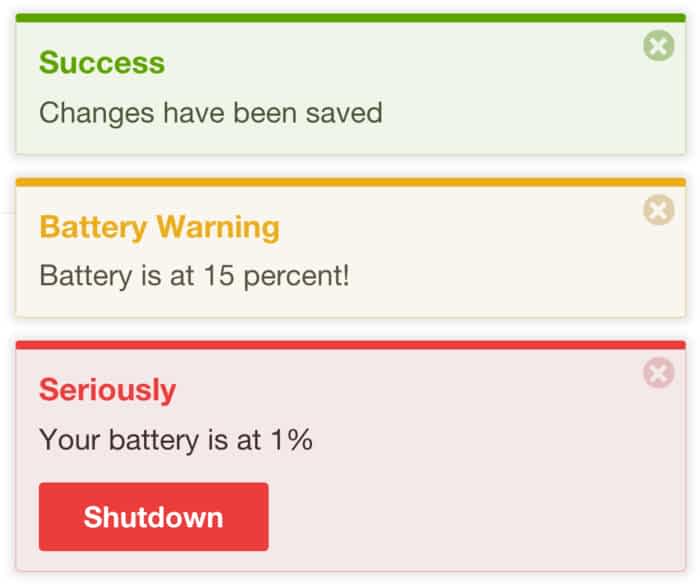 Success
Changes have been saved
Battery Warning
Battery is at 15 percent!
Seriously
Your battery is at 1%
Shutdown